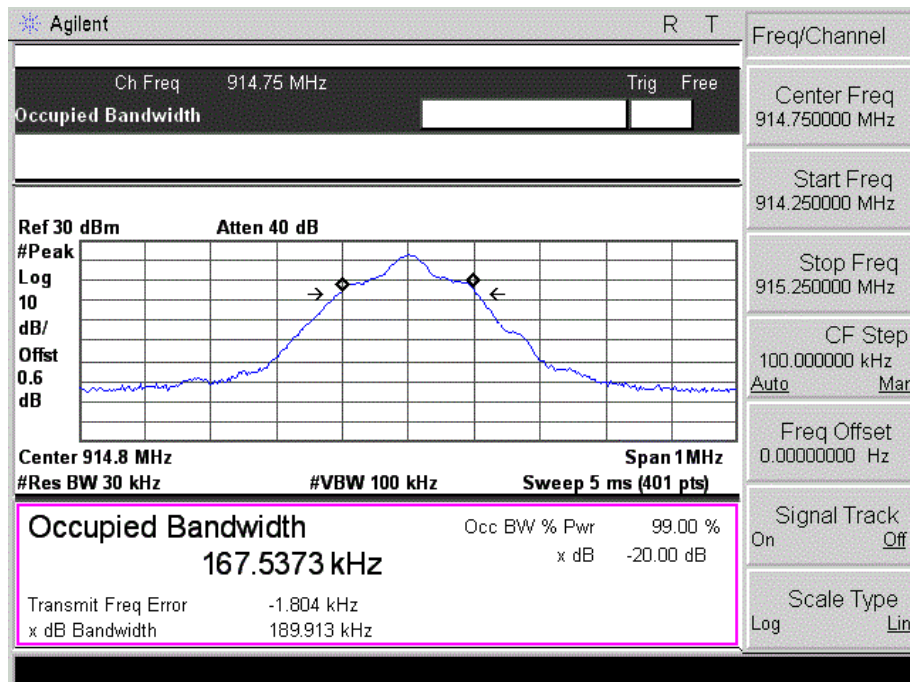 Agilent R T
Freq/Channel
Ch Freq 914.75 MHz Trig Free
Occupied Bandwidth
Center Freq
914.750000 MHz
Start Freq
914.250000 MHz
Stop Freq
915.250000 MHz
CF Step
100.000000 kHz
Auto Man
Freq Offset
0.00000000 Hz
Signal Track
On Off
Scale Type
Log Lin
Ref 30 dBm Atten 40 dB
#Peak
Log
10
dB/
Offst
0.6
dB
Center 914.8 MHz Span 1 MHz
#Res BW 30 kHz #VBW 100 kHz Sweep 5 ms (401 pts)
Occupied Bandwidth
167.5373 kHz
Occ BW % Pwr 99.00 %
x dB -20.00 dB
Transmit Freq Error -1.804 kHz
x dB Bandwidth 189.913 kHz